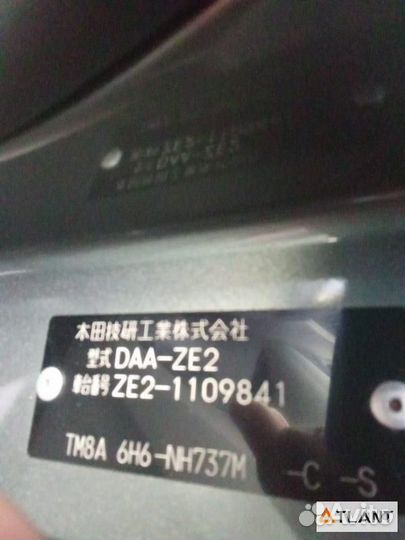 本田技研工業株式会社
型式 DAA-ZE2
車台番号 ZE2-1109841
TM8A 6H6-NH737M -C -S
Avito
ATLANT